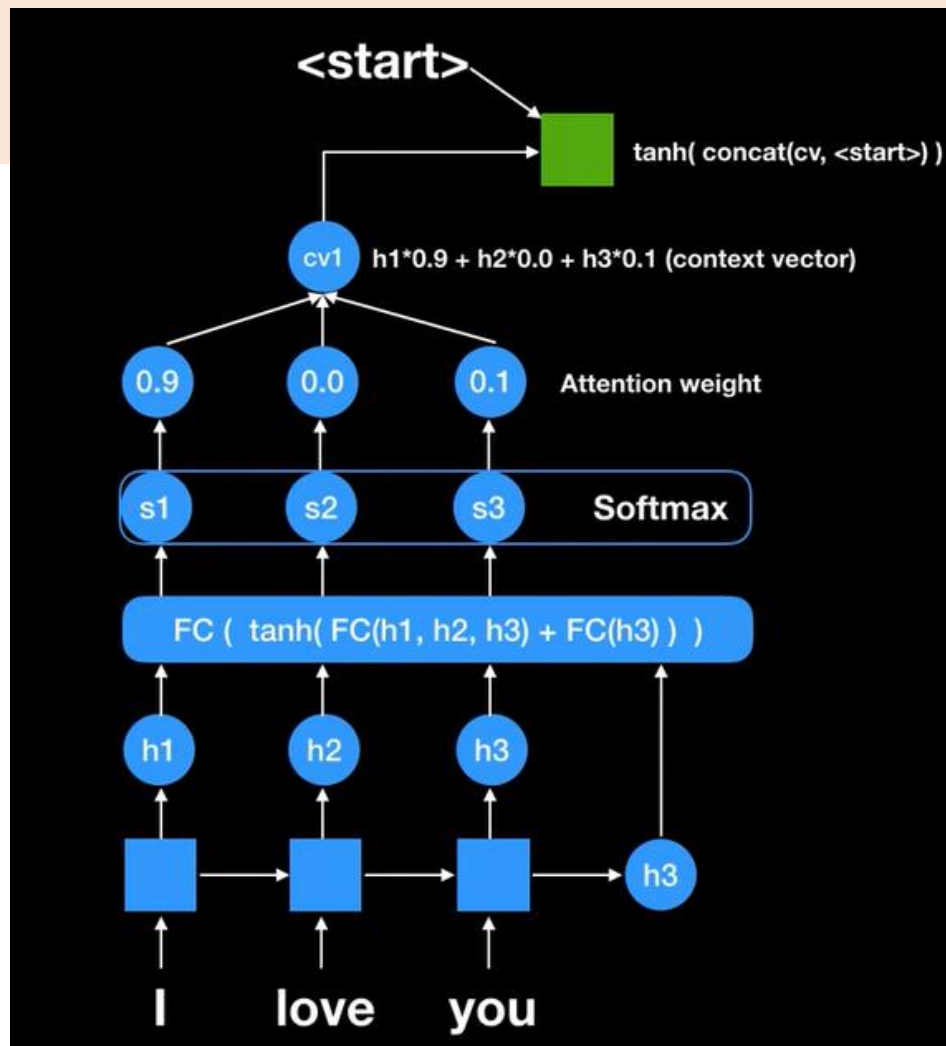 <start>
tanh( concat(cv, <start>) )
cv1
h1*0.9 + h2*0.0 + h3*0.1 (context vector)
0.9
0.0
0.1
Attention weight
s1
s2
s3
Softmax
FC ( tanh( FC(h1, h2, h3) + FC(h3) ) )
h1
h2
h3
h3
I
love
you